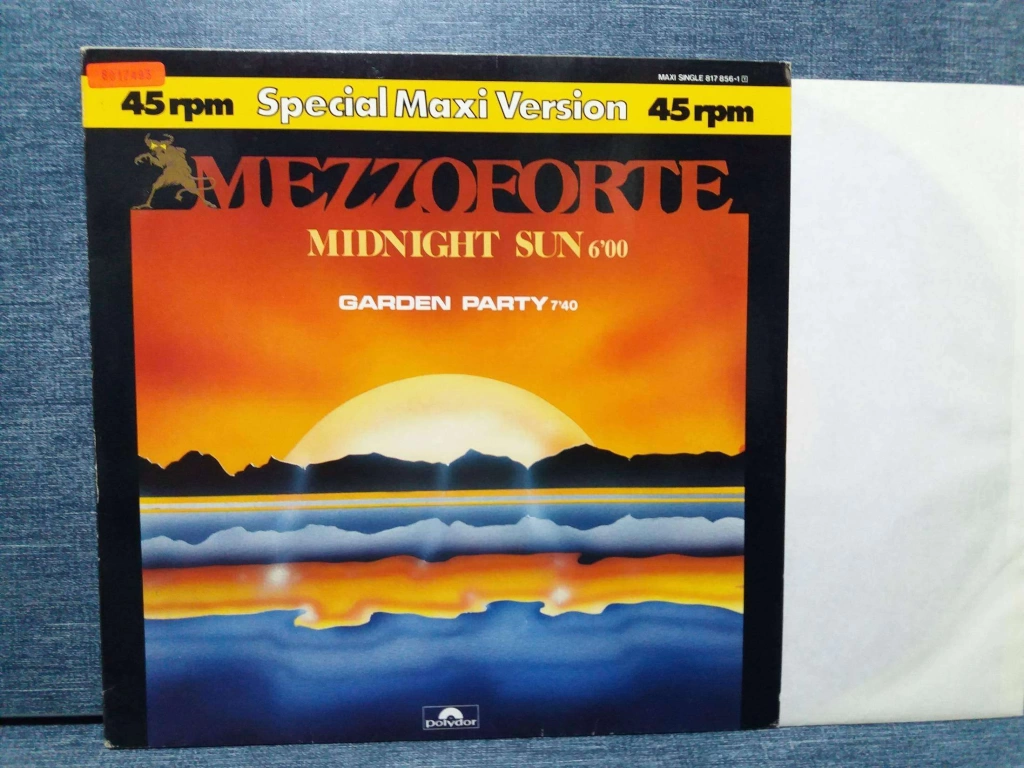 8017483
MAXI SINGLE 817 856-1
45 rpm Special Maxi Version 45 rpm
MEZZOFORTE
MIDNIGHT SUN 6'00
GARDEN PARTY 7'40
polydor